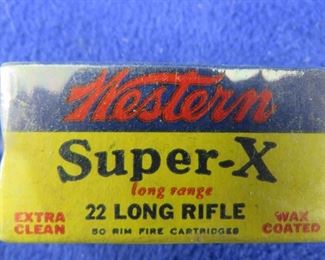 Western
Super-X
long range
22 LONG RIFLE
EXTRA CLEAN
WAX COATED
50 RIM FIRE CARTRIDGES